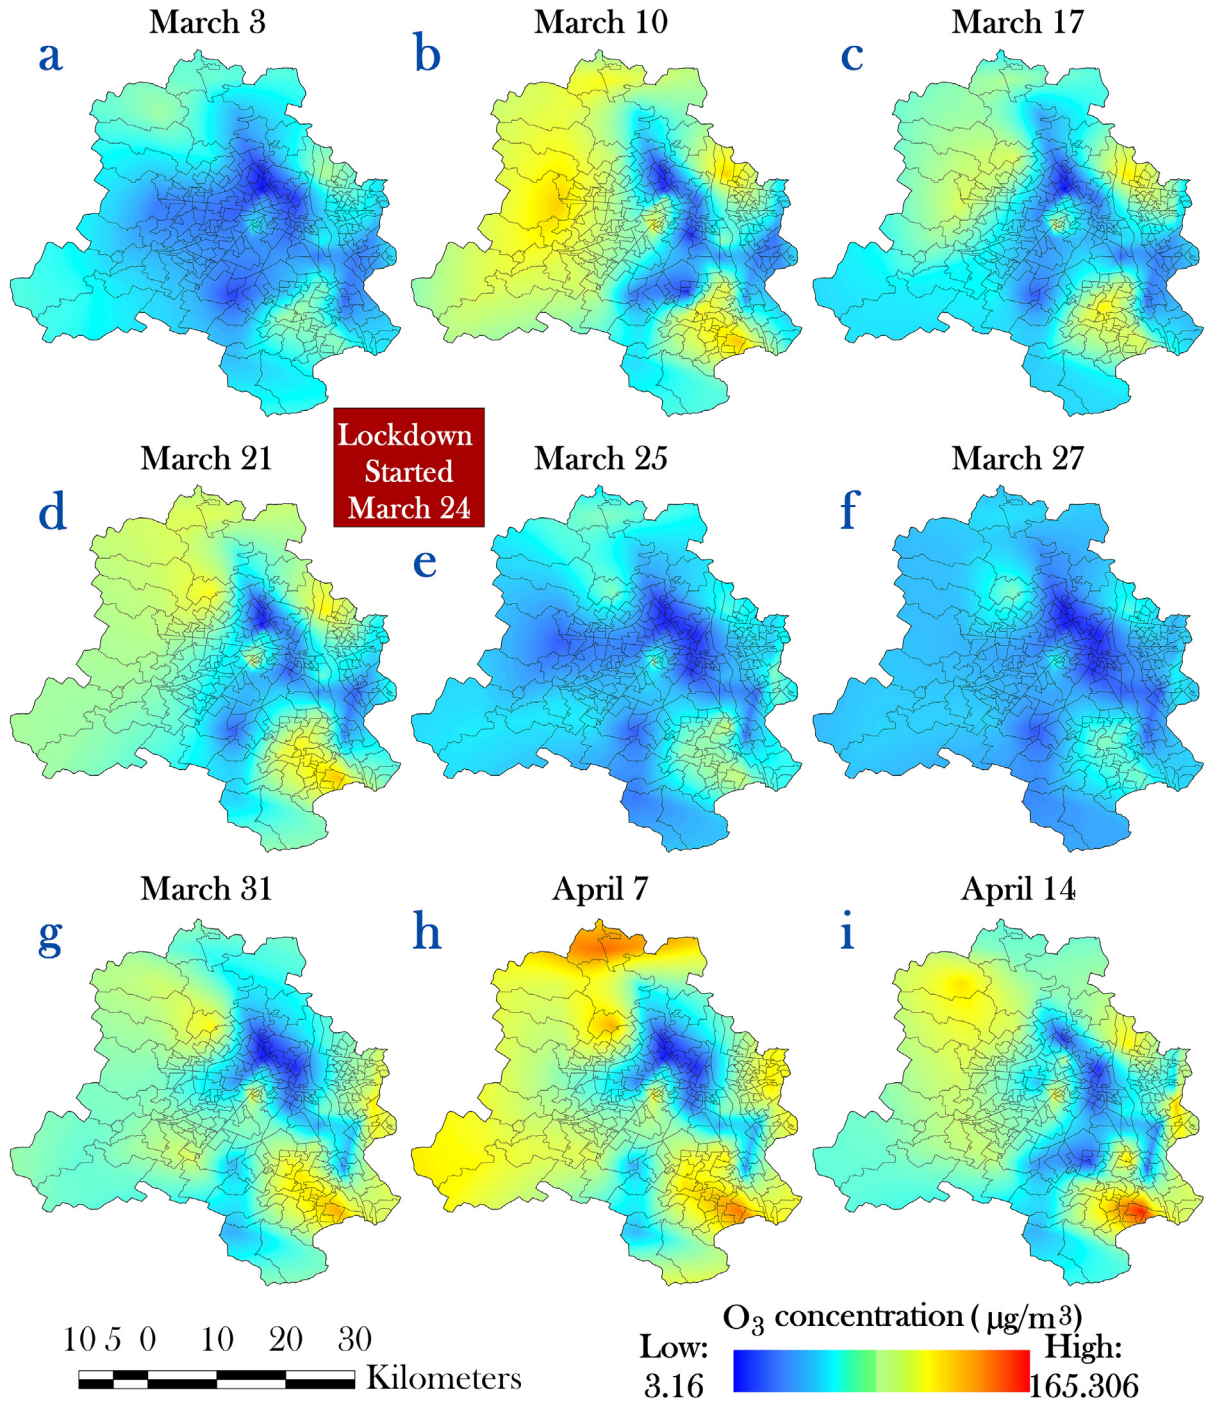 March 3
March 10
March 17
a
b
c
Lockdown
Started
March 24
March 21
March 25
March 27
d
e
f
March 31
April 7
April 14
g
h
i
10 5 0 10 20 30
Kilometers
O₃ concentration ( µg/m³)
Low:
3.16
High:
165.306